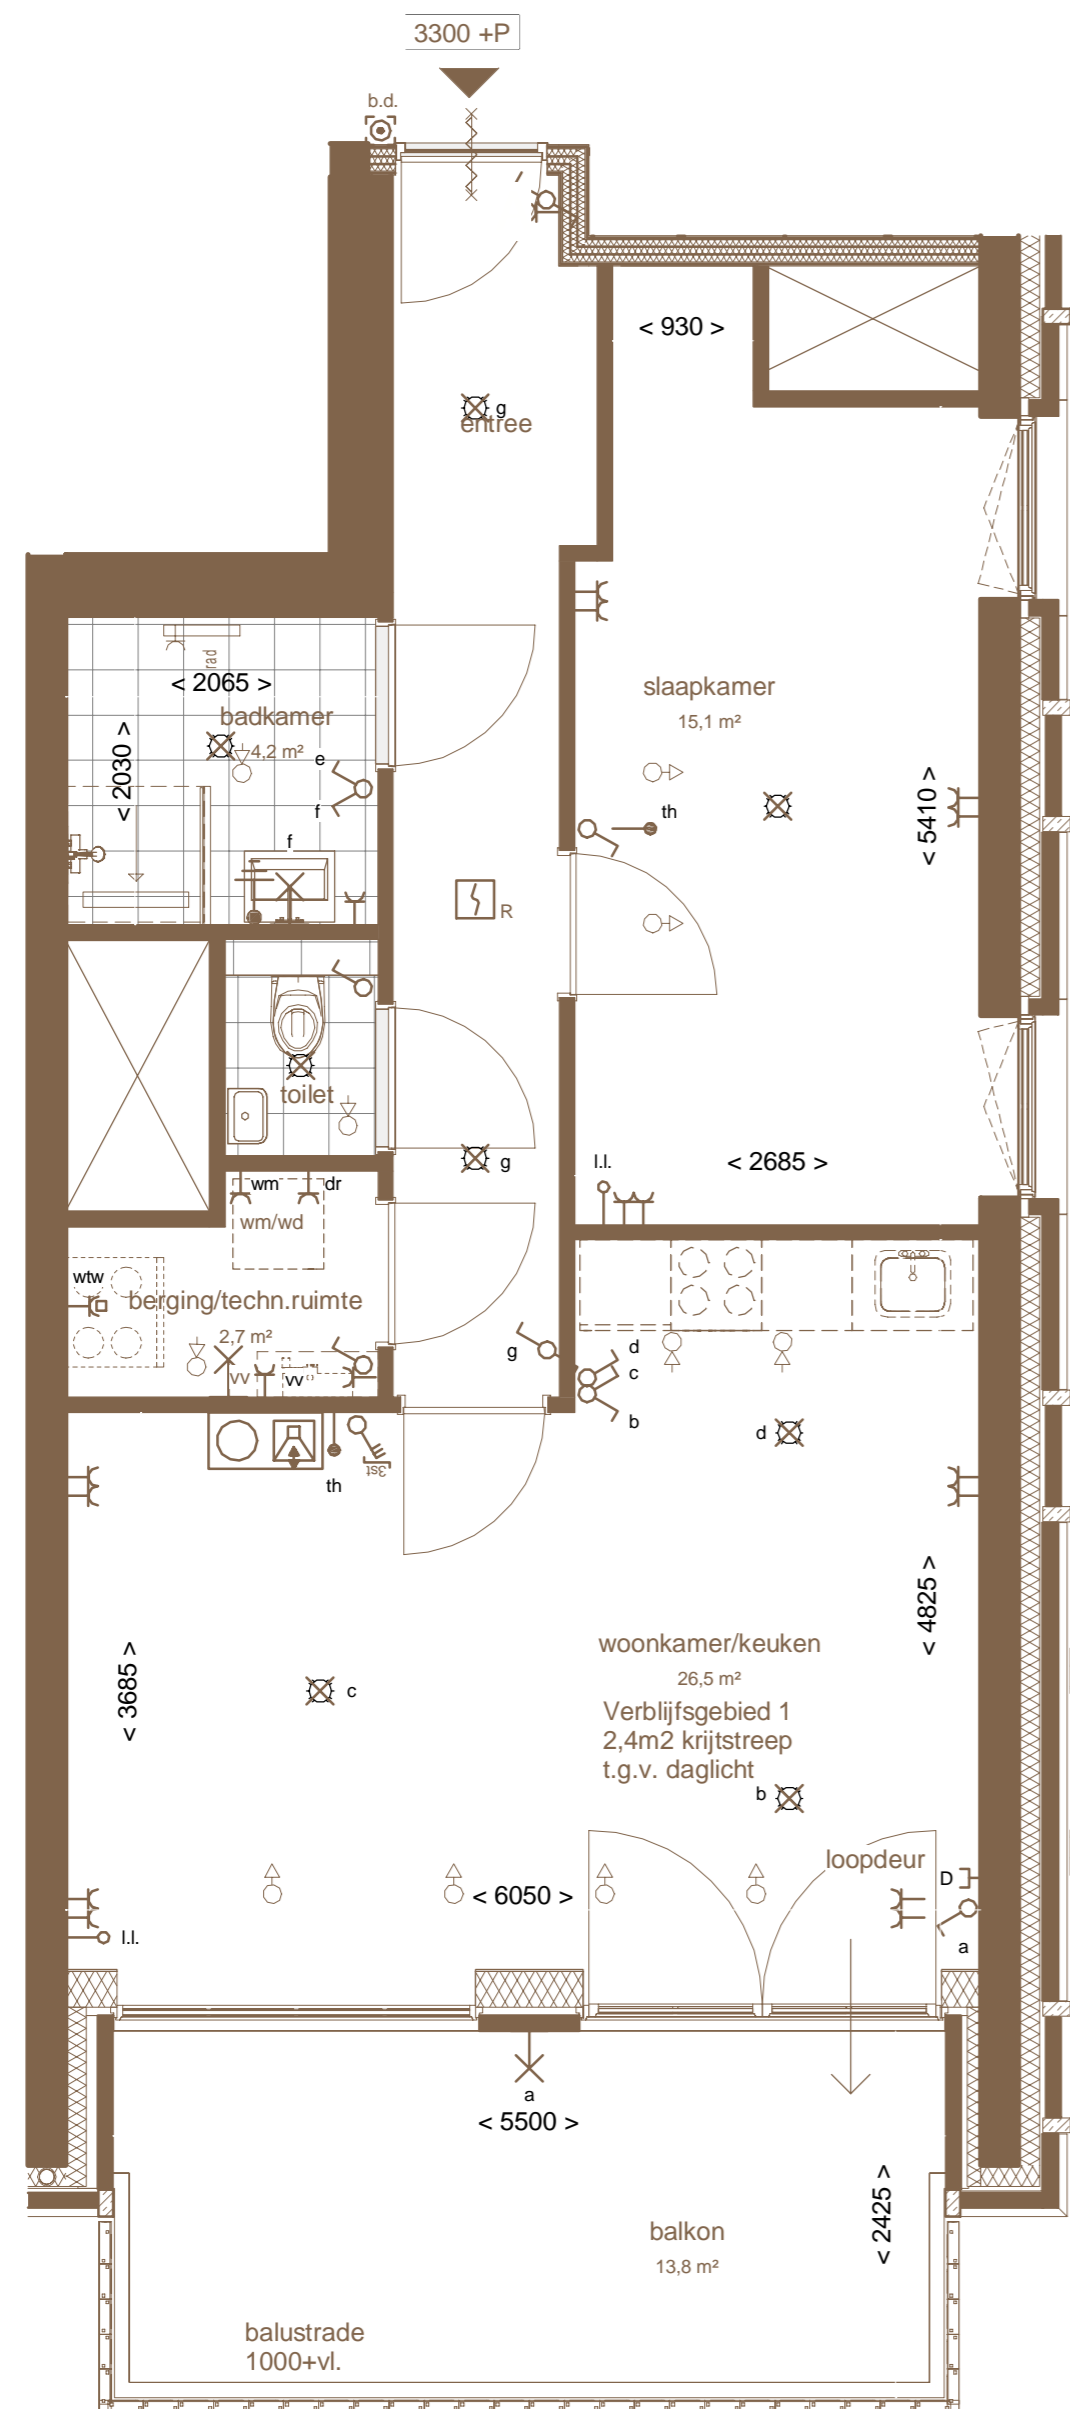 3300 +P
b.d.
< 930 >
g
entree
rad
< 2065 >
badkamer
4,2 m²
< 2030 >
e
f
f
slaapkamer
15,1 m²
th
< 5410 >
R
toilet
g
l.l.
< 2685 >
wm
dr
wm/wd
wtw
berging/techn.ruimte
2,7 m²
vv
vv
g
d
c
b
d
th
3st
< 4825 >
< 3685 >
woonkamer/keuken
26,5 m²
Verblijfsgebied 1
2,4m2 krijtstreep
t.g.v. daglicht
c
b
loopdeur
D
< 6050 >
l.l.
a
a
< 5500 >
< 2425 >
balkon
13,8 m²
balustrade
1000+vl.